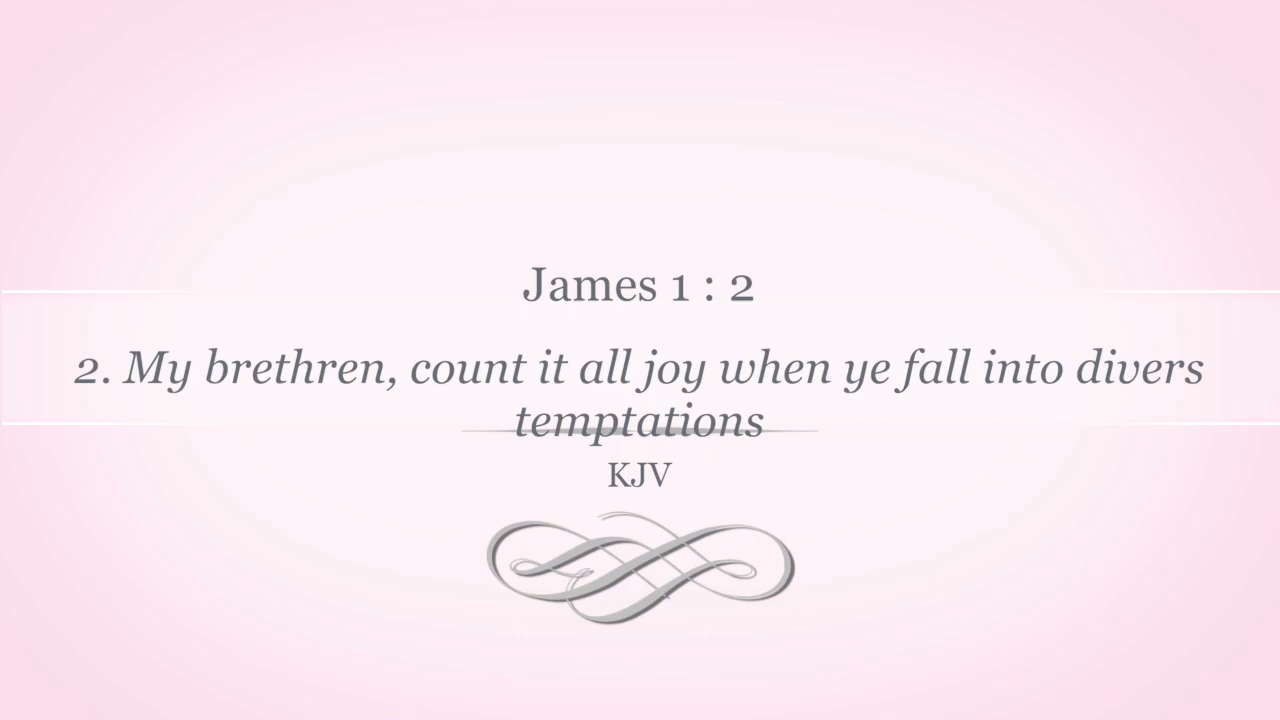 James 1 : 2
2. My brethren, count it all joy when ye fall into divers
temptations
KJV